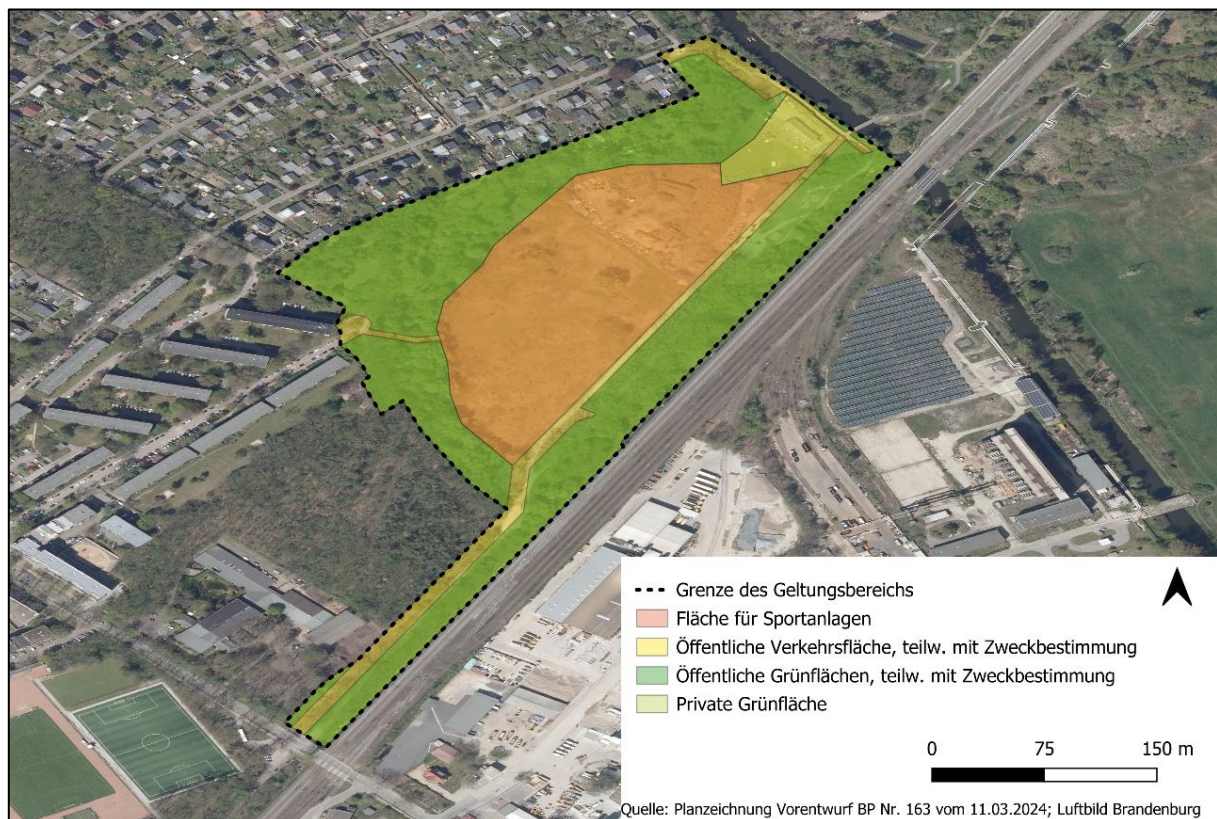 Grenze des Geltungsbereichs
Fläche für Sportanlagen
Öffentliche Verkehrsfläche, teilw. mit Zweckbestimmung
Öffentliche Grünflächen, teilw. mit Zweckbestimmung
Private Grünfläche
0 75 150 m
Quelle: Planzeichnung Vorentwurf BP Nr. 163 vom 11.03.2024; Luftbild Brandenburg